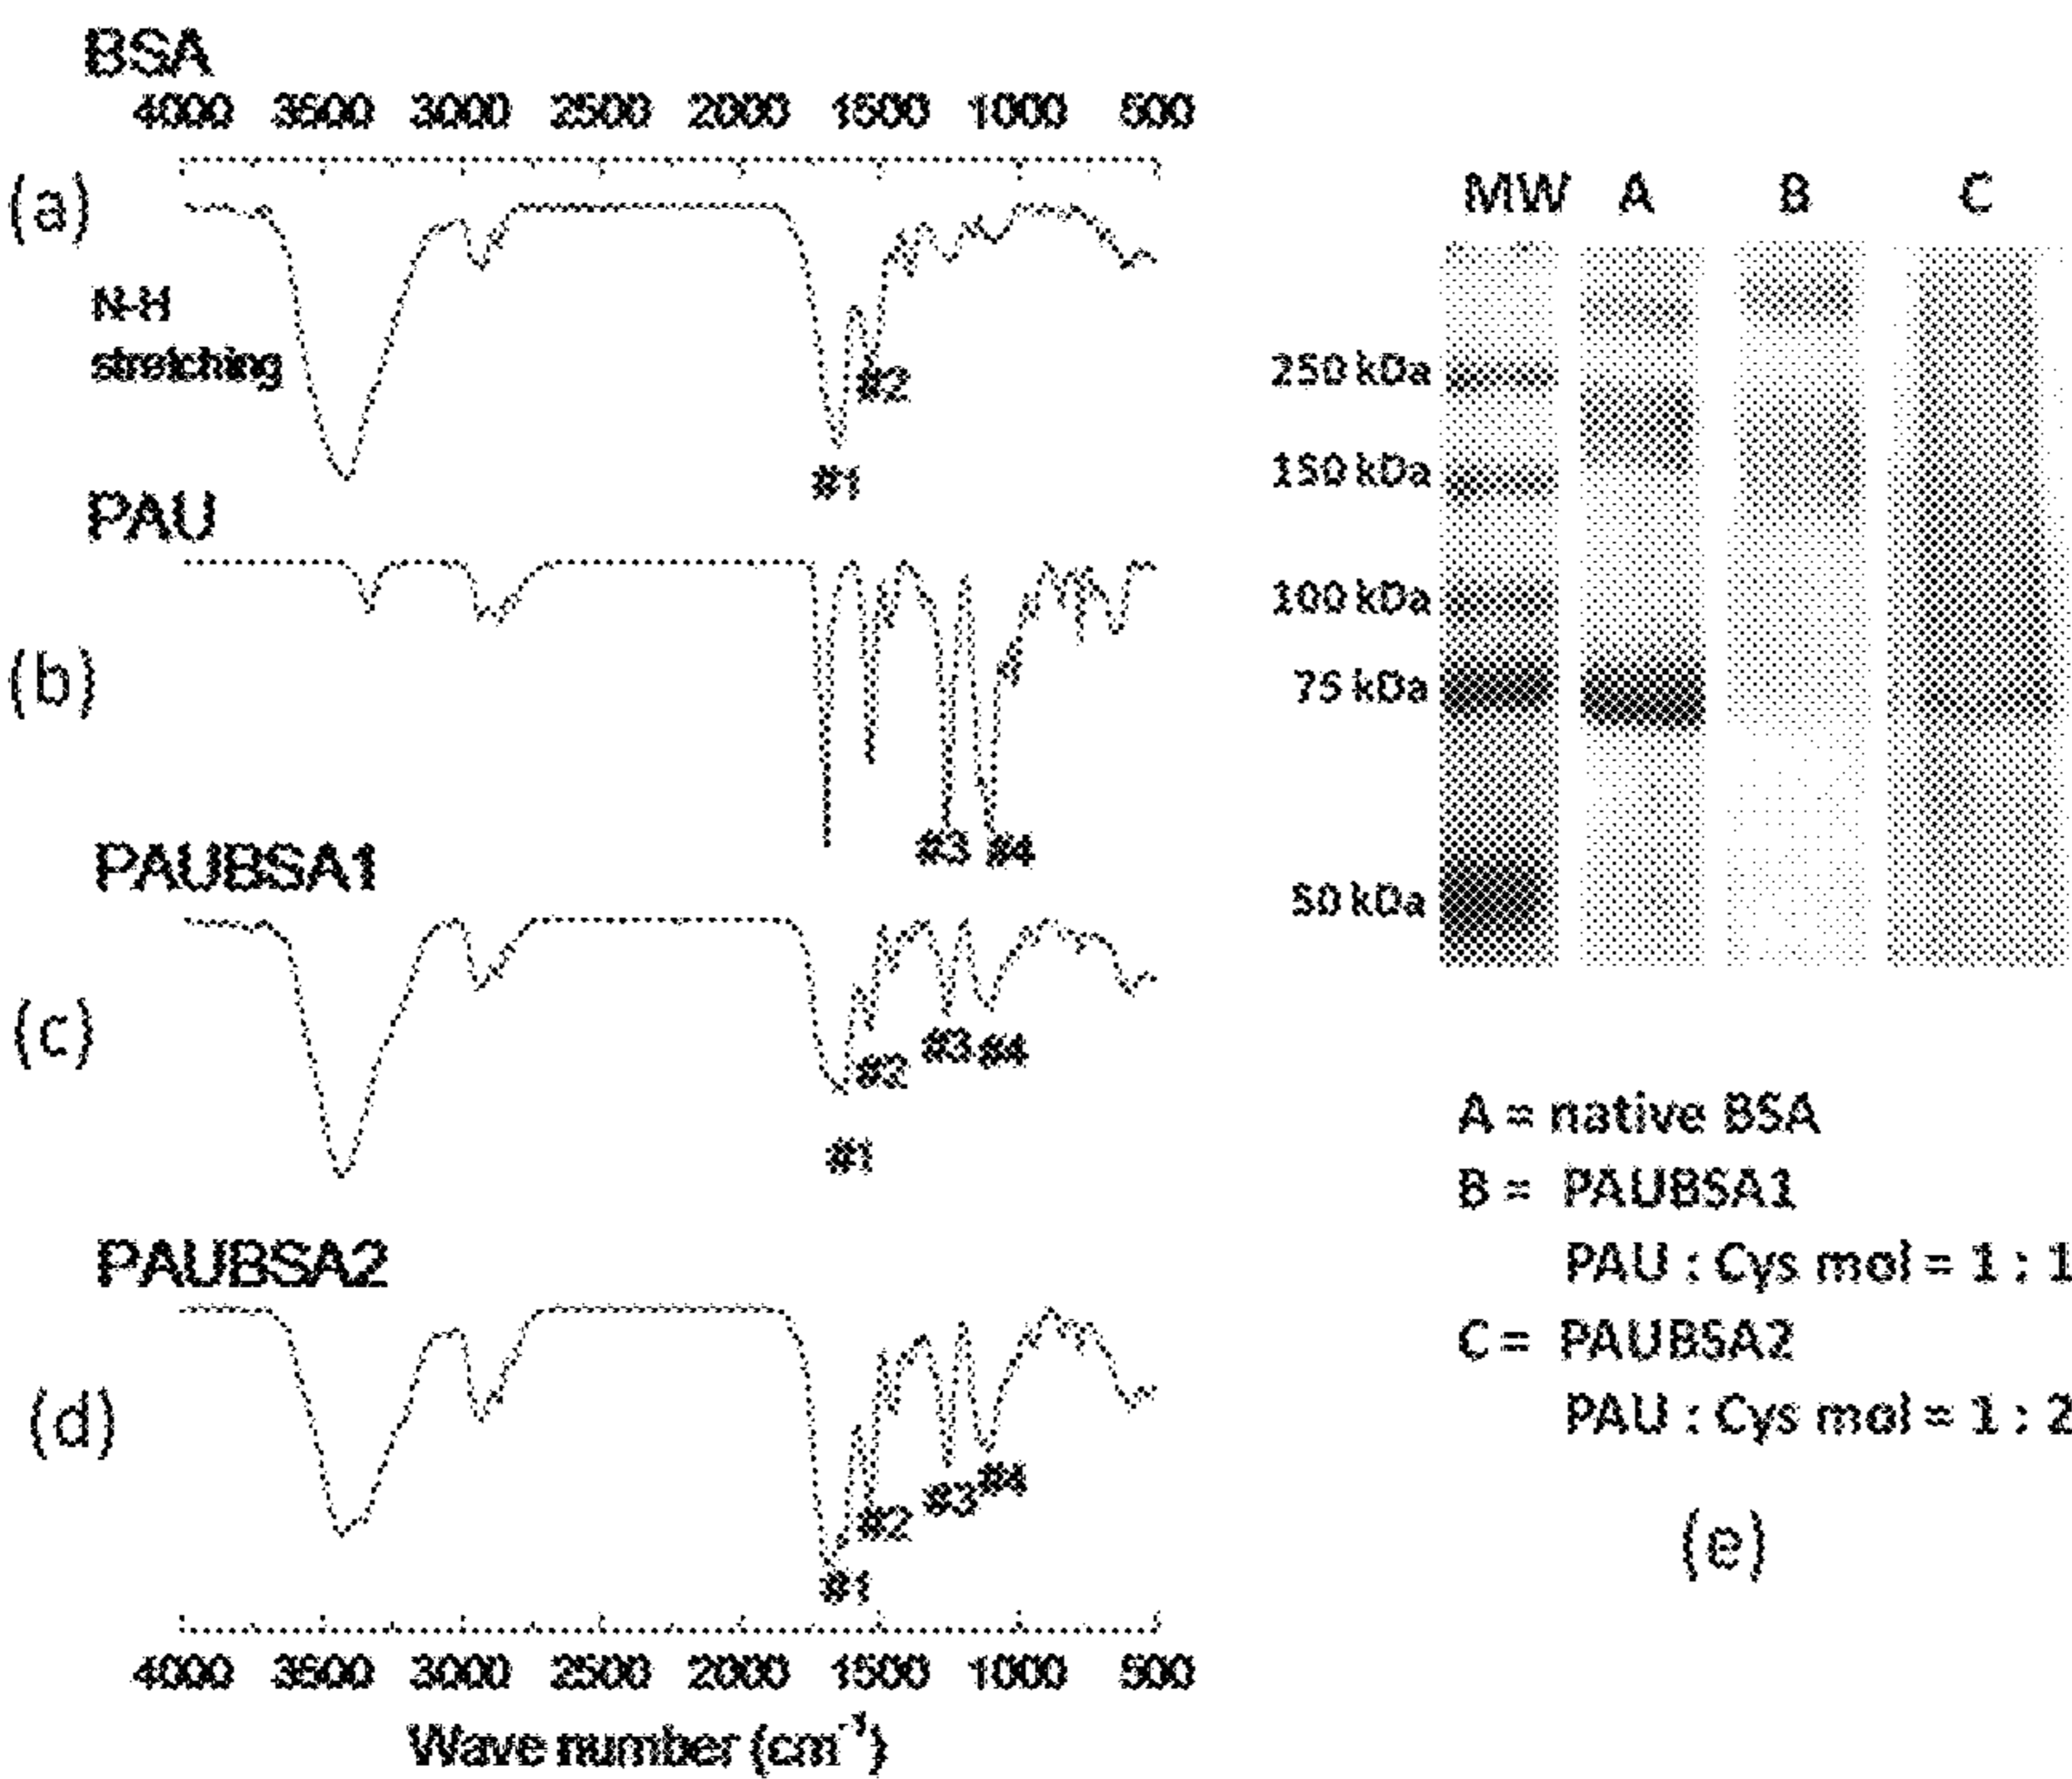 BSA
4000 3500 3000 2500 2000 1500 1000 500
(a)
N-H
stretching
#2
#1
PAU
(b)
#3 #4
PAUBSA1
(c)
#3 #4
#2
#1
PAUBSA2
(d)
#4
#3
#2
#1
4000 3500 3000 2500 2000 1500 1000 500
Wave number (cm⁻¹)
MW A B C
250 kDa
150 kDa
100 kDa
75 kDa
50 kDa
A = native BSA
B = PAUBSA1
PAU : Cys mol = 1 : 1
C = PAUBSA2
PAU : Cys mol = 1 : 2
(e)